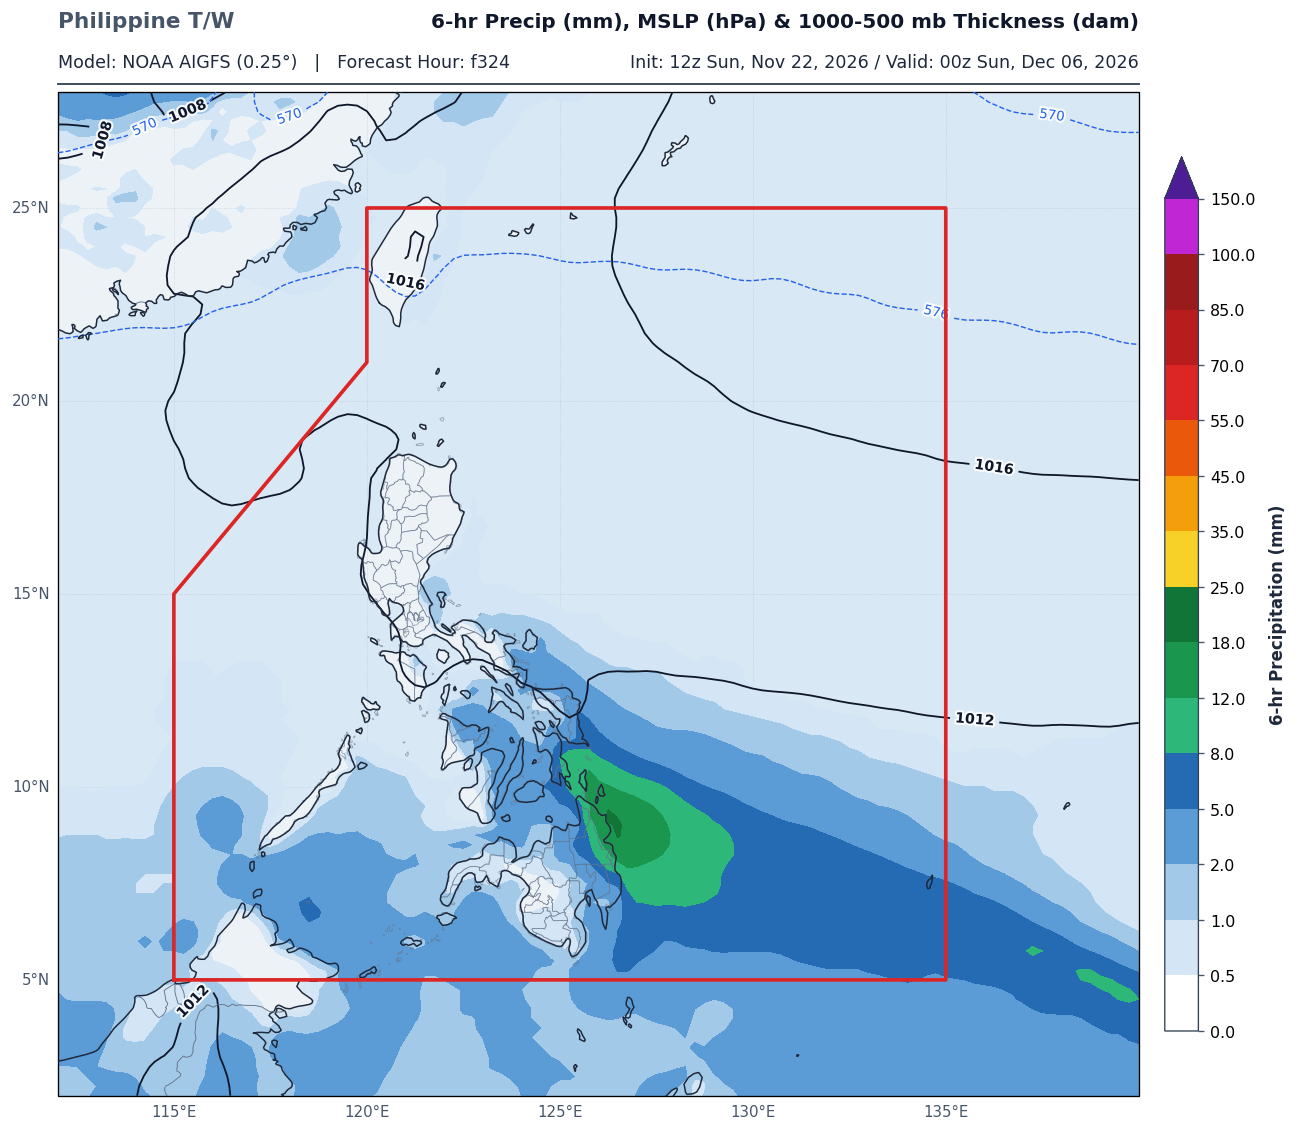 Philippine T/W
6-hr Precip (mm), MSLP (hPa) & 1000-500 mb Thickness (dam)
Model: NOAA AIGFS (0.25°) | Forecast Hour: f324
Init: 12z Sun, Nov 22, 2026 / Valid: 00z Sun, Dec 06, 2026
1008
1008
570
570
570
25°N
1016
576
20°N
1016
15°N
1012
10°N
5°N
1012
115°E
120°E
125°E
130°E
135°E
150.0
100.0
85.0
70.0
55.0
45.0
35.0
25.0
18.0
12.0
8.0
5.0
2.0
1.0
0.5
0.0
6-hr Precipitation (mm)